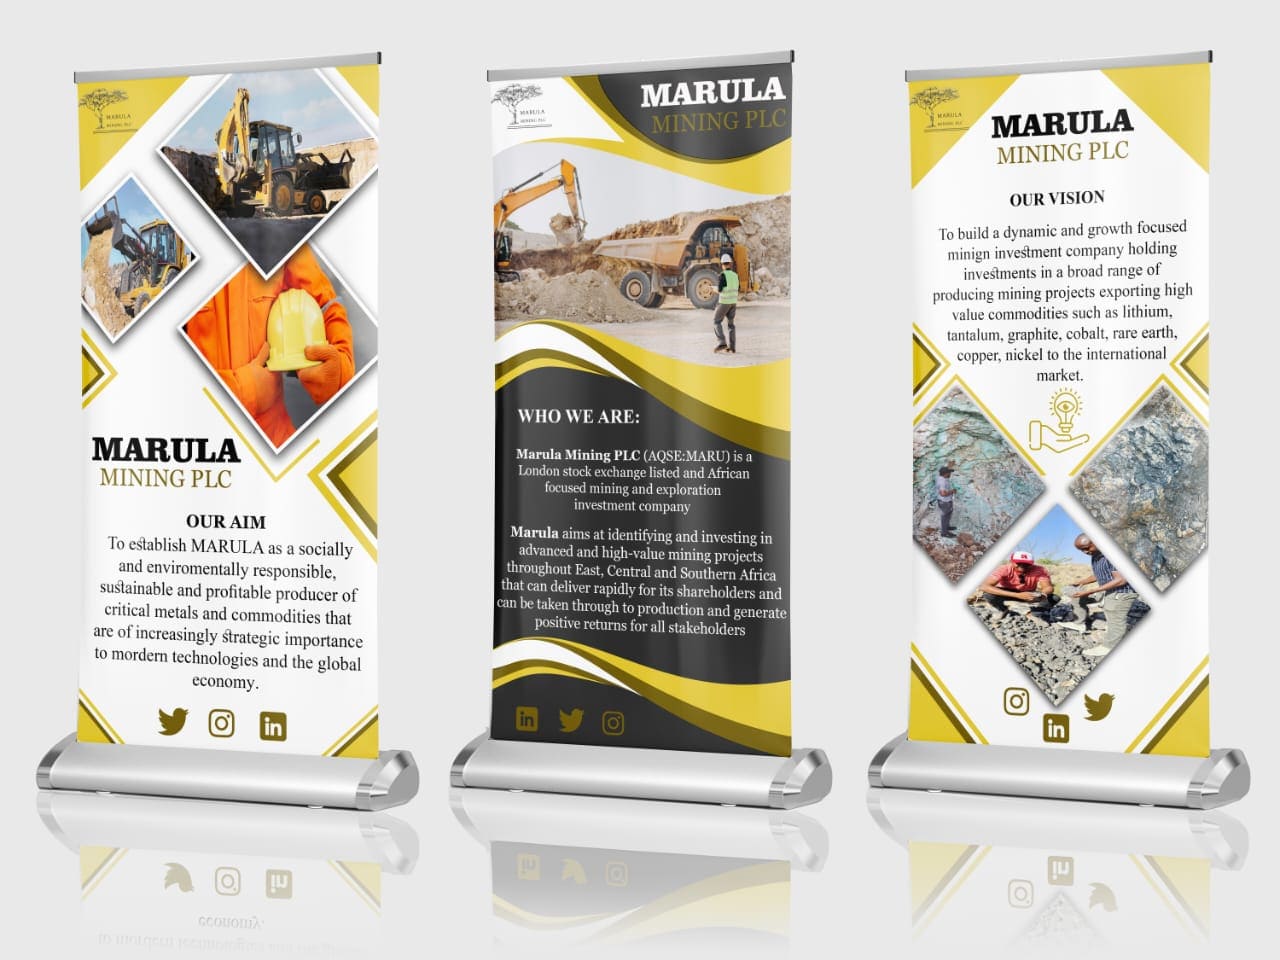 MARULA
MINING PLC
MARULA
MINING PLC
OUR AIM
To establish MARULA as a socially
and enviromentally responsible,
sustainable and profitable producer of
critical metals and commodities that
are of increasingly strategic importance
to mordern technologies and the global
economy.
in
MARULA
MINING PLC
MARULA
MINING PLC
WHO WE ARE:
Marula Mining PLC (AQSE:MARU) is a
London stock exchange listed and African
focused mining and exploration
investment company
Marula aims at identifying and investing in
advanced and high-value mining projects
throughout East, Central and Southern Africa
that can deliver rapidly for its shareholders and
can be taken through to production and generate
positive returns for all stakeholders
in
MARULA
MINING PLC
MARULA
MINING PLC
OUR VISION
To build a dynamic and growth focused
minign investment company holding
investments in a broad range of
producing mining projects exporting high
value commodities such as lithium,
tantalum, graphite, cobalt, rare earth,
copper, nickel to the international
market.
in